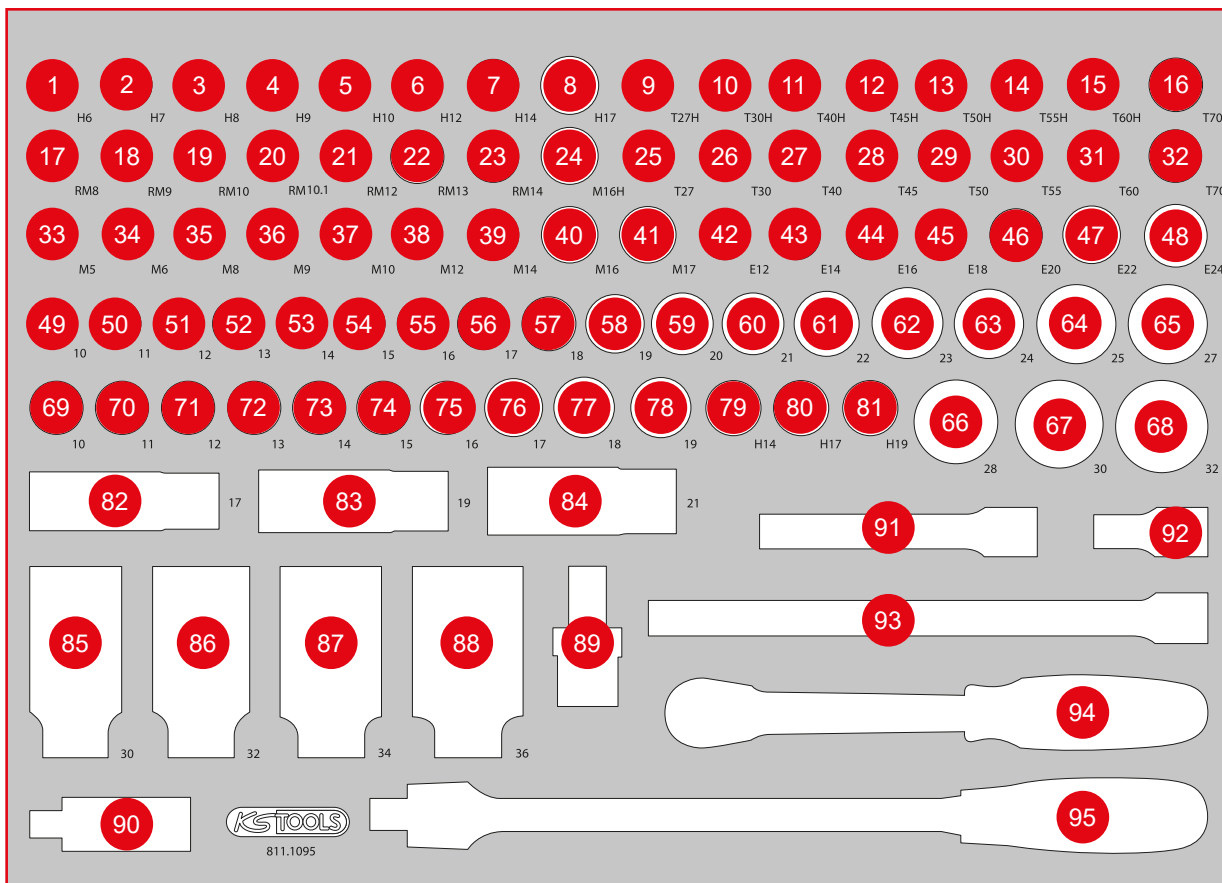 1 2 3 4 5 6 7 8 9 10 11 12 13 14 15 16
H6 H7 H8 H9 H10 H12 H14 H17 T27H T30H T40H T45H T50H T55H T60H T70
17 18 19 20 21 22 23 24 25 26 27 28 29 30 31 32
RM8 RM9 RM10 RM10.1 RM12 RM13 RM14 M16H T27 T30 T40 T45 T50 T55 T60 T70
33 34 35 36 37 38 39 40 41 42 43 44 45 46 47 48
M5 M6 M8 M9 M10 M12 M14 M16 M17 E12 E14 E16 E18 E20 E22 E24
49 50 51 52 53 54 55 56 57 58 59 60 61 62 63 64 65
10 11 12 13 14 15 16 17 18 19 20 21 22 23 24 25 27
69 70 71 72 73 74 75 76 77 78 79 80 81 66 67 68
10 11 12 13 14 15 16 17 18 19 H14 H17 H19 28 30 32
82 17 83 19 84 21
91 92
85 86 87 88 89 93
94
30 32 34 36
90 KS TOOLS 95
811.1095